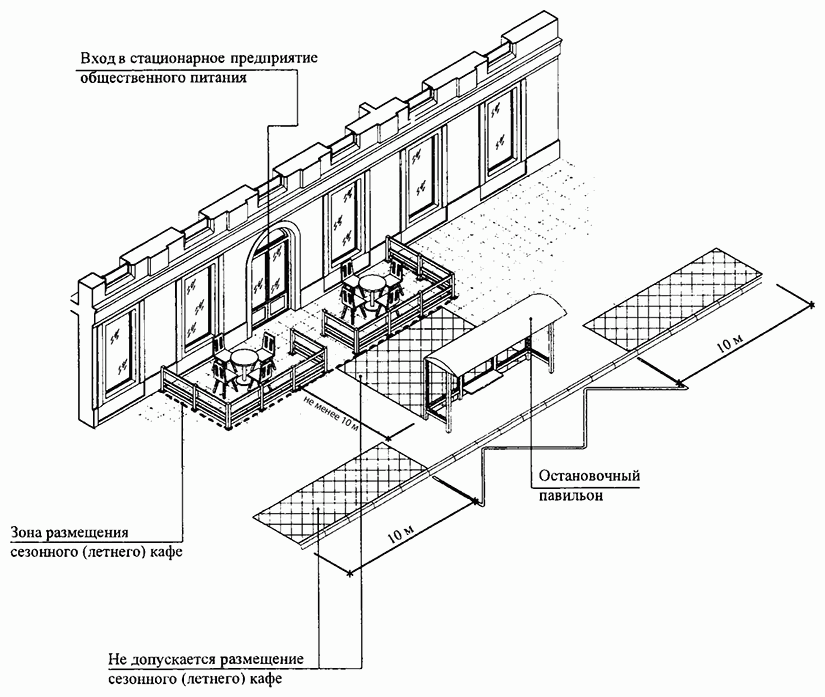 Вход в стационарное предприятие
общественного питания
10 м
не менее 10 м
Остановочный
павильон
10 м
Зона размещения
сезонного (летнего) кафе
Не допускается размещение
сезонного (летнего) кафе